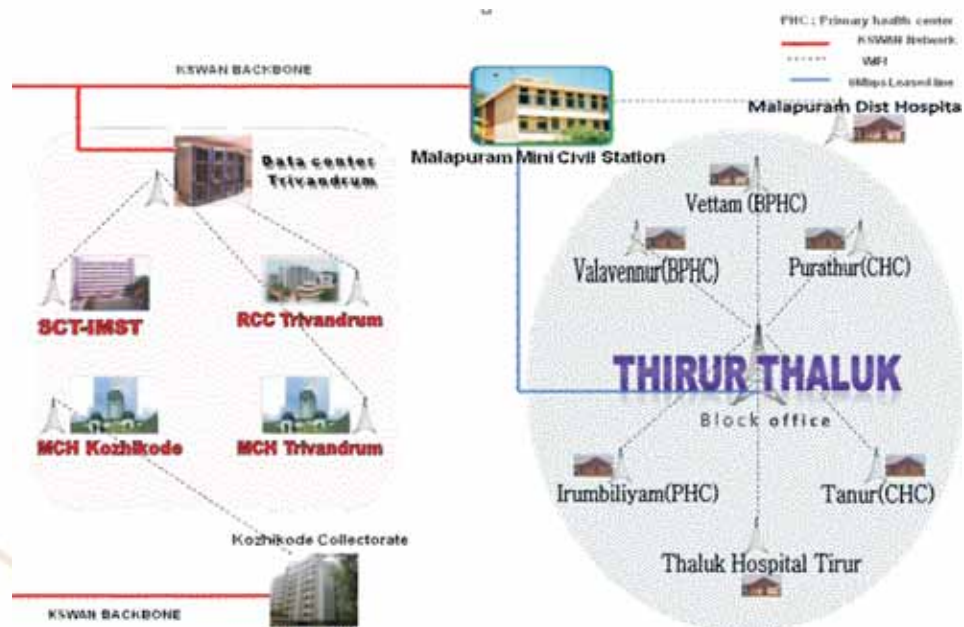 PHC : Primary health center
KSWAN Network
WiFi
Leased line
KSWAN BACKBONE
Malapuram Dist Hospita
Data center
Trivandrum
Malapuram Mini Civil Station
Vettam (BPHC)
Valavennur(BPHC)
Purathur(CHC)
SCT-IMST
RCC Trivandrum
THIRUR THALUK
Block office
MCH Kozhikode
MCH Trivandrum
Irumbiliyam(PHC)
Tanur(CHC)
Kozhikode Collectorate
Thaluk Hospital Tirur
KSWAN BACKBONE